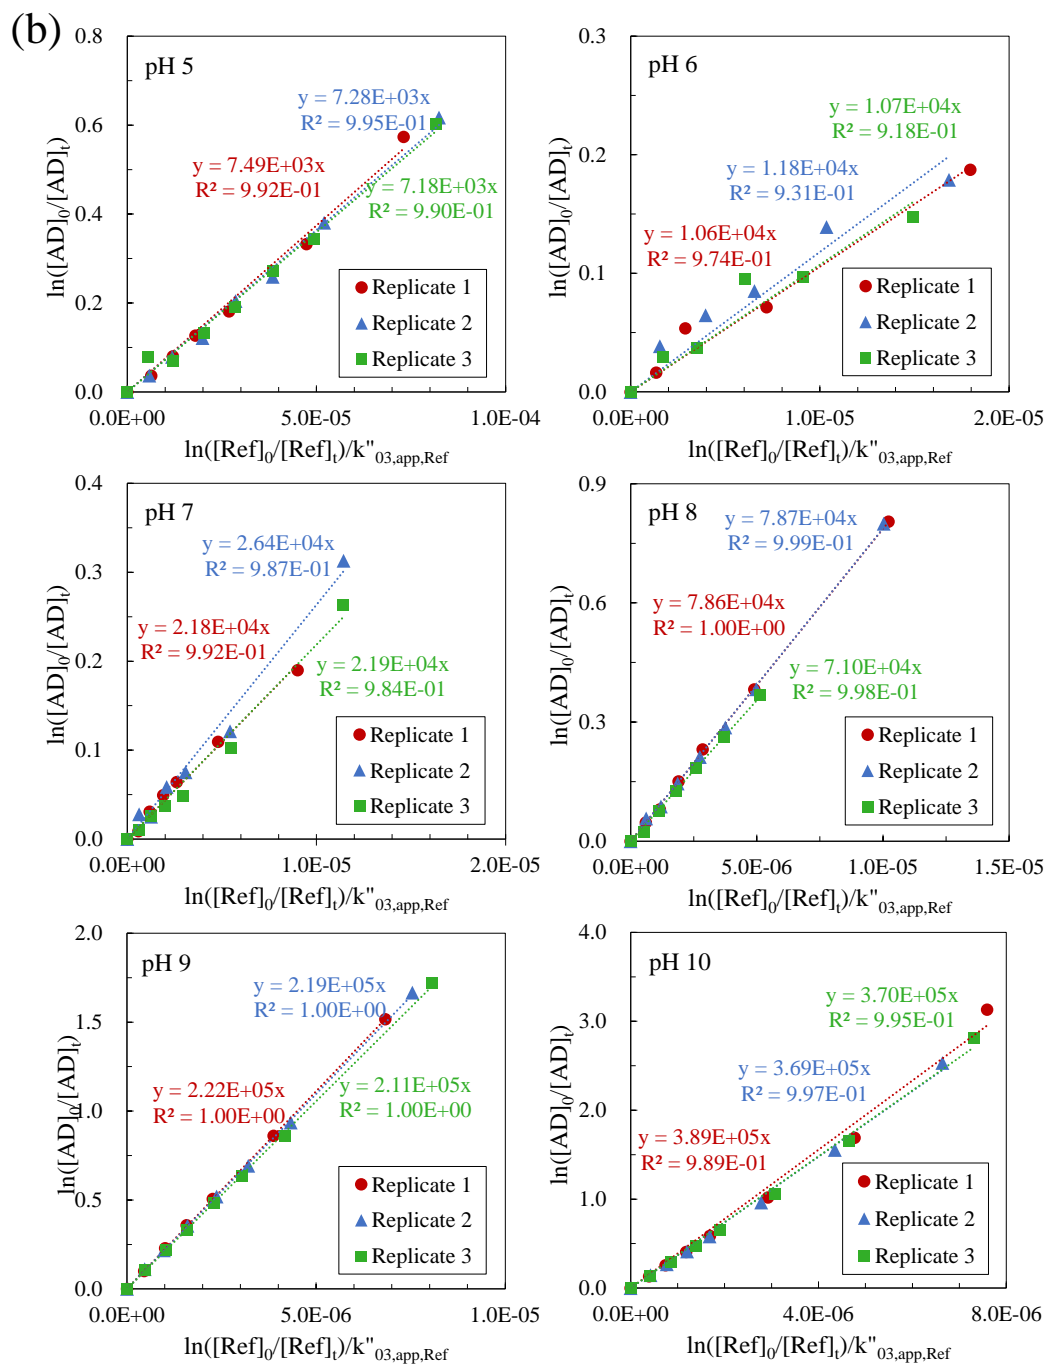 (b)
0.8
0.6
0.4
0.2
0.0
ln([AD]0/[AD]t)
pH 5
y = 7.28E+03x
R² = 9.95E-01
y = 7.49E+03x
R² = 9.92E-01
y = 7.18E+03x
R² = 9.90E-01
Replicate 1
Replicate 2
Replicate 3
0.0E+00 5.0E-05 1.0E-04
ln([Ref]0/[Ref]t)/k"03,app,Ref
0.3
0.2
0.1
0.0
ln([AD]0/[AD]t)
pH 6
1.07E+04x
R² = 9.18E-01
y = 1.18E+04x
R² = 9.31E-01
y = 1.06E+04x
R² = 9.74E-01
Replicate 1
Replicate 2
Replicate 3
0.0E+00 1.0E-05 2.0E-05
ln([Ref]0/[Ref]t)/k"03,app,Ref
0.4
0.3
0.2
0.1
0.0
ln([AD]0/[AD]t)
pH 7
y = 2.64E+04x
R² = 9.87E-01
y = 2.18E+04x
R² = 9.92E-01
y = 2.19E+04x
R² = 9.84E-01
Replicate 1
Replicate 2
Replicate 3
0.0E+00 1.0E-05 2.0E-05
ln([Ref]0/[Ref]t)/k"03,app,Ref
0.9
0.6
0.3
0.0
ln([AD]0/[AD]t)
pH 8
y = 7.87E+04x
R² = 9.99E-01
y = 7.86E+04x
R² = 1.00E+00
y = 7.10E+04x
R² = 9.98E-01
Replicate 1
Replicate 2
Replicate 3
0.0E+00 5.0E-06 1.0E-05 1.5E-05
ln([Ref]0/[Ref]t)/k"03,app,Ref
2.0
1.5
1.0
0.5
0.0
ln([AD]0/[AD]t)
pH 9
y = 2.19E+05x
R² = 1.00E+00
y = 2.22E+05x
R² = 1.00E+00
y = 2.11E+05x
R² = 1.00E+00
Replicate 1
Replicate 2
Replicate 3
0.0E+00 5.0E-06 1.0E-05
ln([Ref]0/[Ref]t)/k"03,app,Ref
4.0
3.0
2.0
1.0
0.0
ln([AD]0/[AD]t)
pH 10
y = 3.70E+05x
R² = 9.95E-01
y = 3.69E+05x
R² = 9.97E-01
y = 3.89E+05x
R² = 9.89E-01
Replicate 1
Replicate 2
Replicate 3
0.0E+00 4.0E-06 8.0E-06
ln([Ref]0/[Ref]t)/k"03,app,Ref